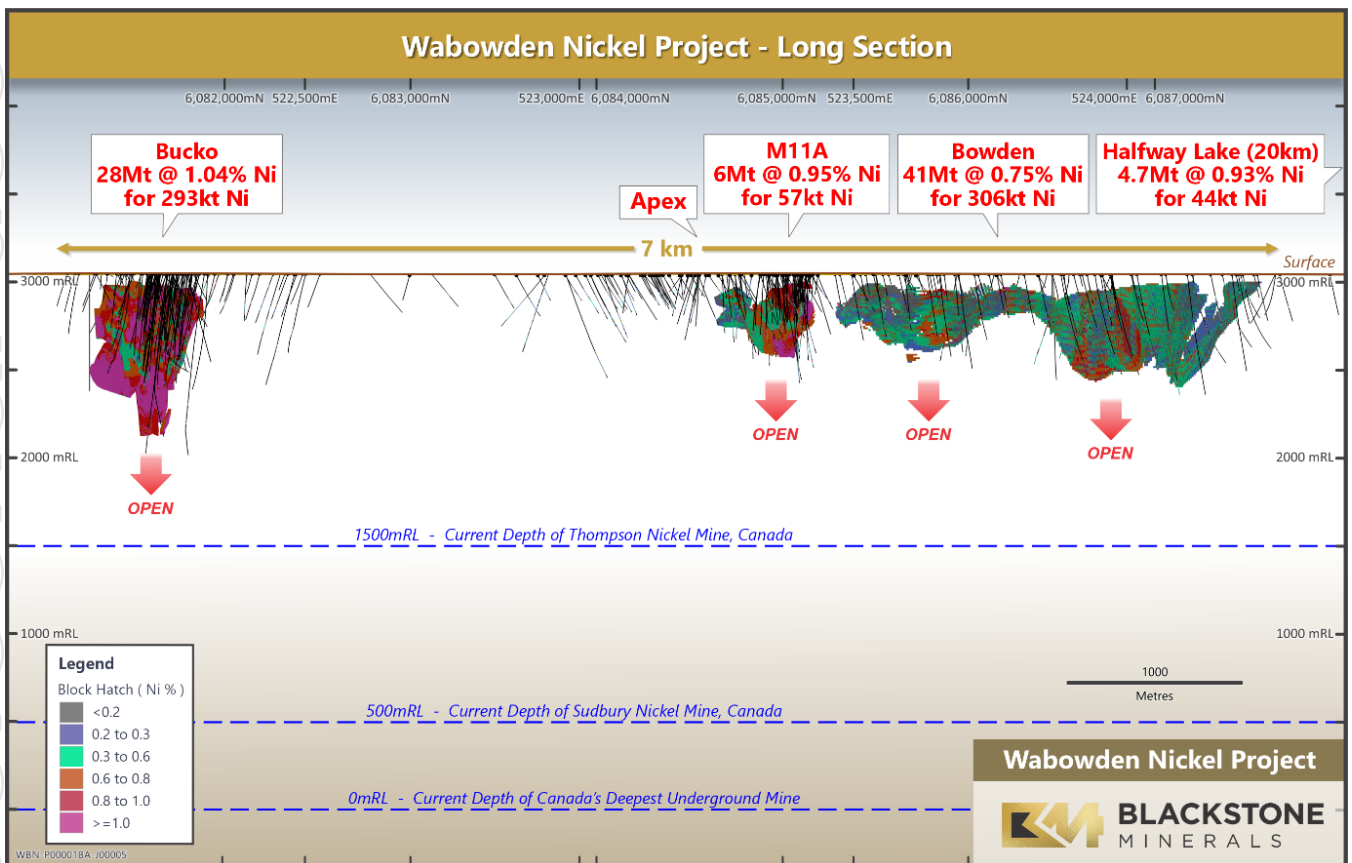 Wabowden Nickel Project - Long Section
6,082,000mN 522,500mE 6,083,000mN 523,000mE 6,084,000mN 6,085,000mN 523,500mE 6,086,000mN 524,000mE 6,087,000mN
Bucko
28Mt @ 1.04% Ni
for 293kt Ni
Apex
M11A
6Mt @ 0.95% Ni
for 57kt Ni
Bowden
41Mt @ 0.75% Ni
for 306kt Ni
Halfway Lake (20km)
4.7Mt @ 0.93% Ni
for 44kt Ni
7 km
Surface
3000 mRL 3000 mRL
OPEN
OPEN
OPEN
2000 mRL 2000 mRL
OPEN
1500mRL - Current Depth of Thompson Nickel Mine, Canada
1000 mRL 1000 mRL
Legend
Block Hatch ( Ni % )
<0.2
0.2 to 0.3
0.3 to 0.6
0.6 to 0.8
0.8 to 1.0
>=1.0
1000
Metres
500mRL - Current Depth of Sudbury Nickel Mine, Canada
0mRL - Current Depth of Canada's Deepest Underground Mine
Wabowden Nickel Project
BLACKSTONE
MINERALS
WBN_P00001BA_J00005